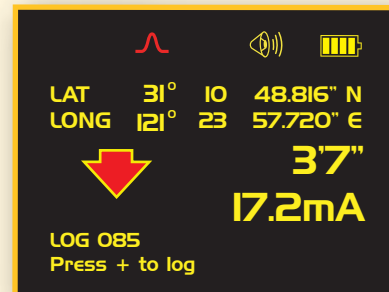 LAT 31° 10 48.816" N
LONG 121° 23 57.720" E
3'7"
17.2mA
LOG 085
Press + to log